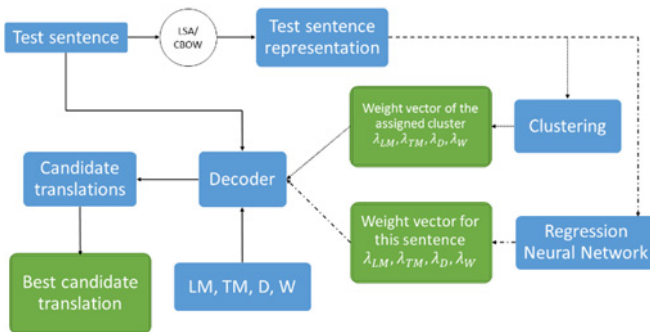 Test sentence
LSA/
CBOW
Test sentence
representation
Weight vector of the
assigned cluster
λLM, λTM, λD, λW
Clustering
Candidate
translations
Decoder
Weight vector for
this sentence
λLM, λTM, λD, λW
Regression
Neural Network
Best candidate
translation
LM, TM, D, W